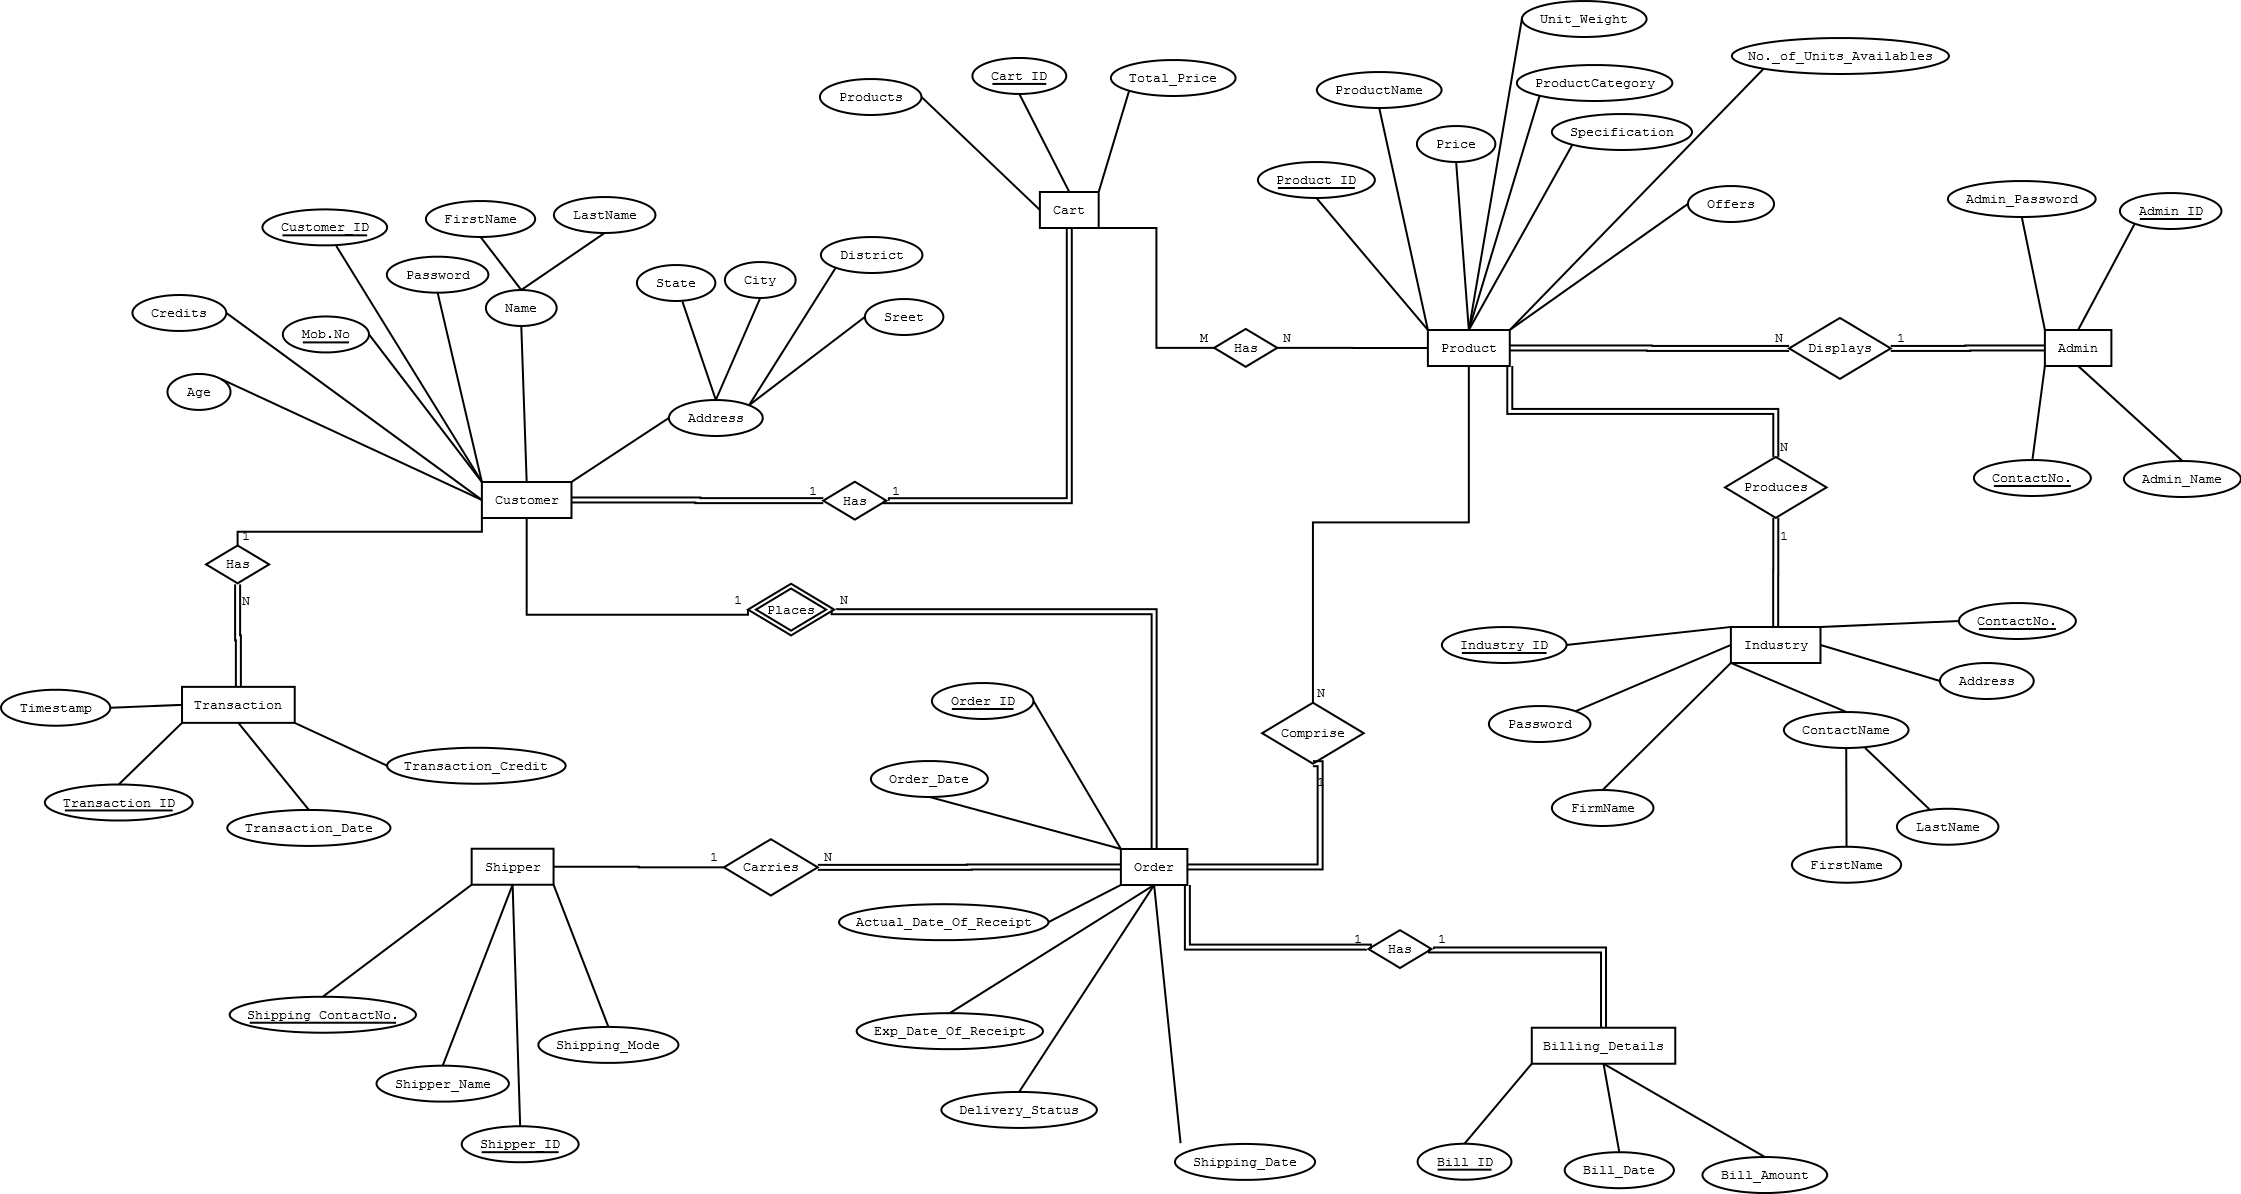 Unit_Weight
No._of_Units_Available
Cart_ID
Total_Price
Products
ProductName
ProductCategory
Specification
Price
Product_ID
Offers
Admin_Password
Admin_ID
Cart
Customer_ID
FirstName
LastName
Password
State
City
District
Credits
Mob.No
Name
Sreet
Age
Address
M
Has
N
Product
N
Displays
1
Admin
Customer
1
Has
1
N
Produces
1
ContactNo.
Admin_Name
1
Has
N
1
Places
N
Industry_ID
Industry
ContactNo.
Address
Password
ContactName
FirmName
LastName
FirstName
Timestamp
Transaction
Transaction_Credit
Transaction_ID
Transaction_Date
Order_ID
Order_Date
N
Comprise
1
Shipper
1
Carries
N
Order
Actual_Date_Of_Receipt
1
Has
1
Shipping_ContactNo.
Shipping_Mode
Shipper_Name
Shipper_ID
Exp_Date_Of_Receipt
Delivery_Status
Shipping_Date
Billing_Details
Bill_ID
Bill_Date
Bill_Amount